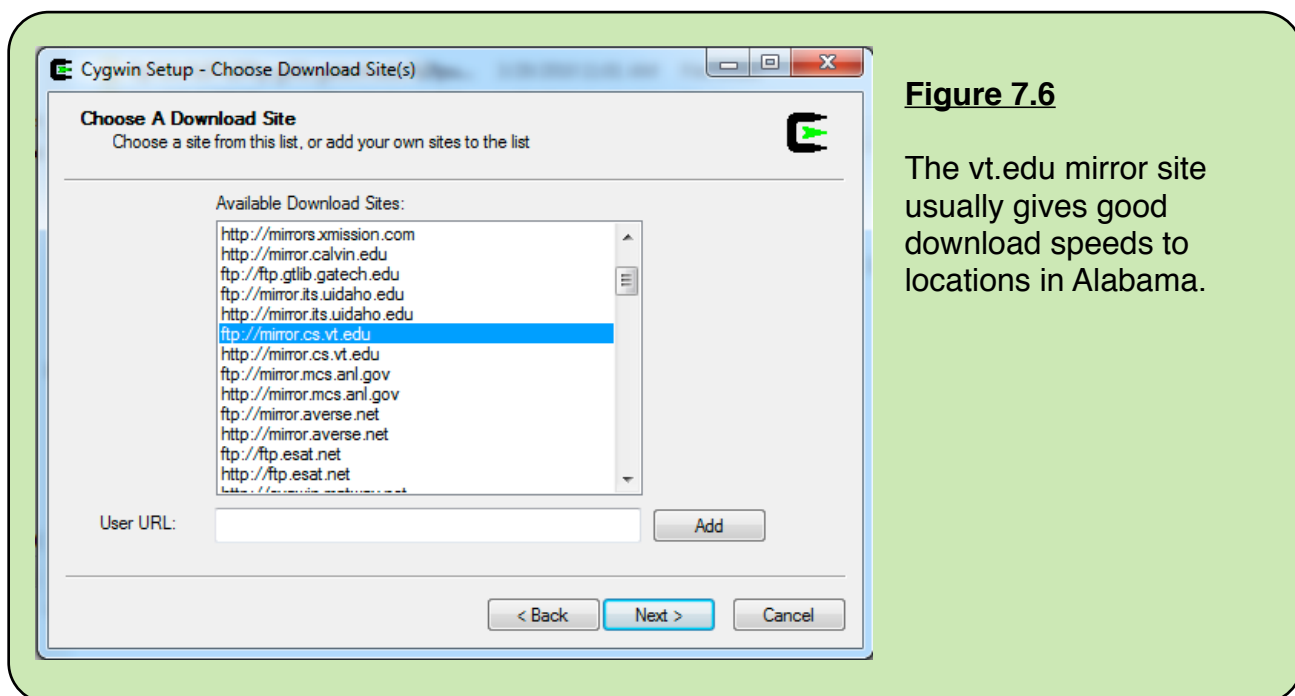 Cygwin Setup - Choose Download Site(s)
Choose A Download Site
Choose a site from this list, or add your own sites to the list
Available Download Sites:
http://mirrors.xmission.com
http://mirror.calvin.edu
ftp://ftp.gtlib.gatech.edu
ftp://mirror.its.uidaho.edu
http://mirror.its.uidaho.edu
ftp://mirror.cs.vt.edu
http://mirror.cs.vt.edu
ftp://mirror.mcs.anl.gov
http://mirror.mcs.anl.gov
ftp://mirror.averse.net
http://mirror.averse.net
ftp://ftp.esat.net
http://ftp.esat.net
User URL:
Add
< Back
Next >
Cancel
Figure 7.6
The vt.edu mirror site
usually gives good
download speeds to
locations in Alabama.